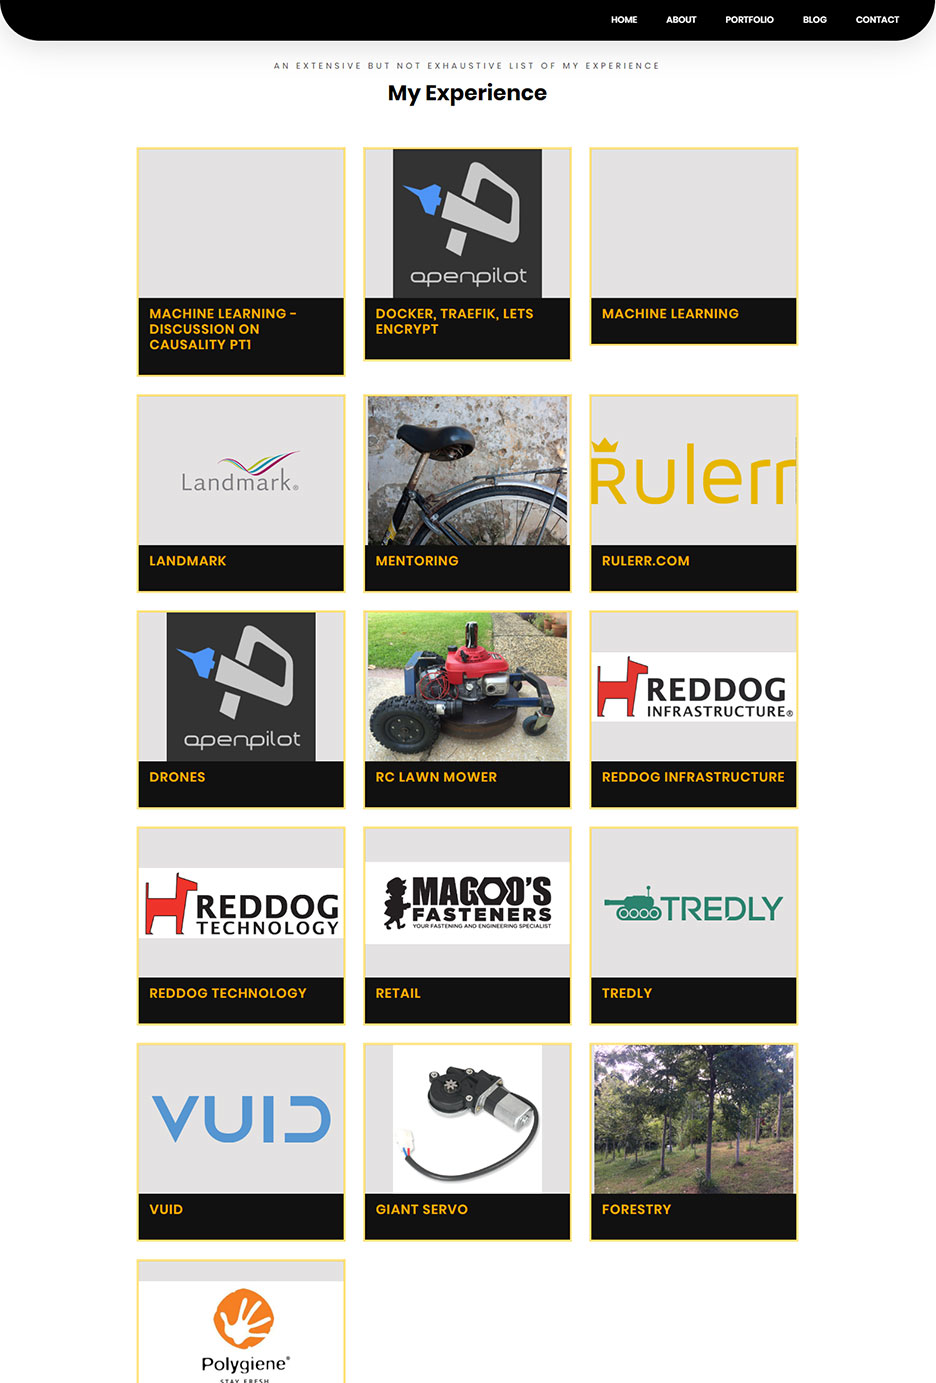 HOME ABOUT PORTFOLIO BLOG CONTACT
AN EXTENSIVE BUT NOT EXHAUSTIVE LIST OF MY EXPERIENCE
My Experience
openpilot
MACHINE LEARNING -
DISCUSSION ON
CAUSALITY PT1
DOCKER, TRAEFIK, LETS
ENCRYPT
MACHINE LEARNING
Landmark®
Rulerr
LANDMARK
MENTORING
RULERR.COM
openpilot
REDDOG
INFRASTRUCTURE®
DRONES
RC LAWN MOWER
REDDOG INFRASTRUCTURE
REDDOG
TECHNOLOGY
MAGOO'S
FASTENERS
YOUR FASTENING AND ENGINEERING SPECIALIST
TREDLY
REDDOG TECHNOLOGY
RETAIL
TREDLY
VUID
VUID
GIANT SERVO
FORESTRY
Polygiene®
STAY FRESH